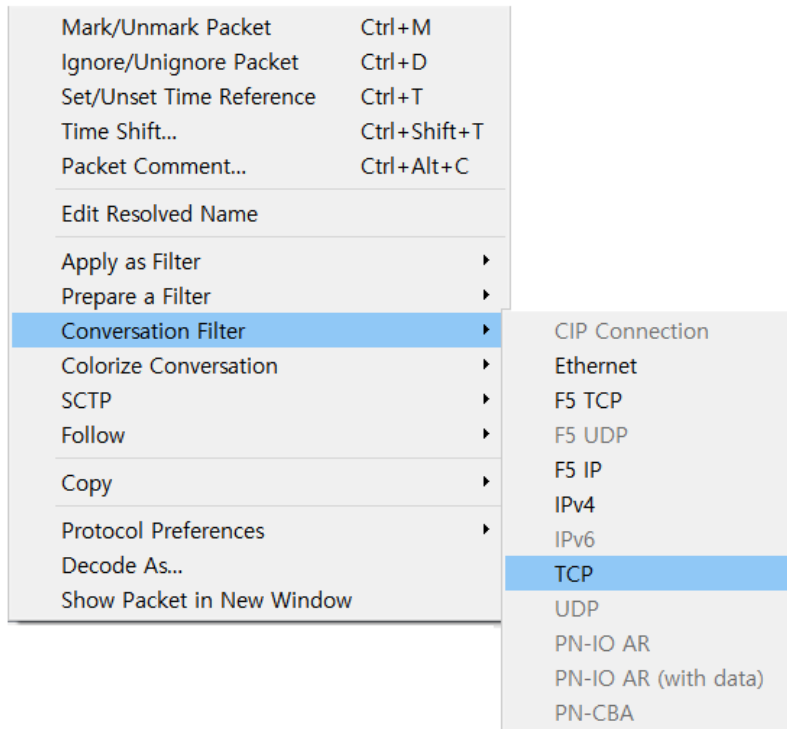 Mark/Unmark Packet Ctrl+M
Ignore/Unignore Packet Ctrl+D
Set/Unset Time Reference Ctrl+T
Time Shift... Ctrl+Shift+T
Packet Comment... Ctrl+Alt+C
Edit Resolved Name
Apply as Filter
Prepare a Filter
Conversation Filter
Colorize Conversation
SCTP
Follow
Copy
Protocol Preferences
Decode As...
Show Packet in New Window
CIP Connection
Ethernet
F5 TCP
F5 UDP
F5 IP
IPv4
IPv6
TCP
UDP
PN-IO AR
PN-IO AR (with data)
PN-CBA